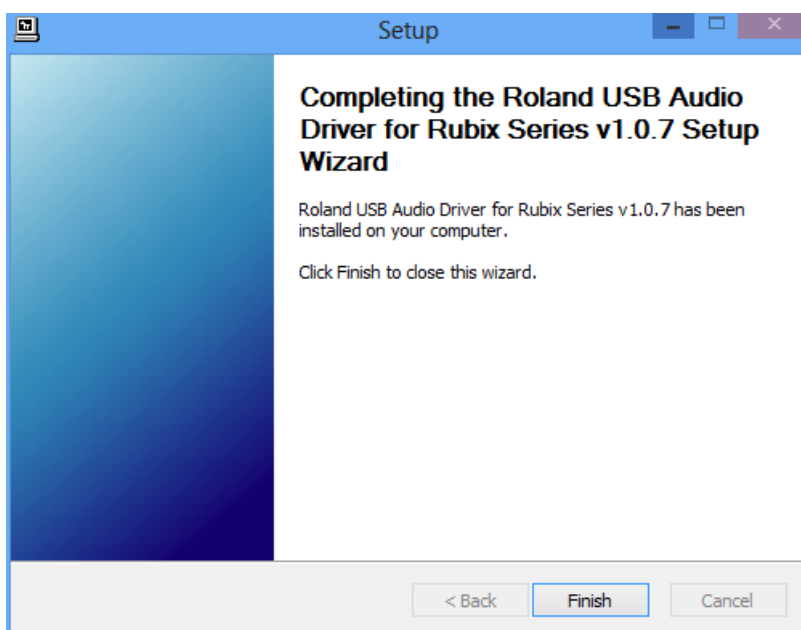 Setup
Completing the Roland USB Audio
Driver for Rubix Series v1.0.7 Setup
Wizard
Roland USB Audio Driver for Rubix Series v1.0.7 has been
installed on your computer.
Click Finish to close this wizard.
< Back Finish Cancel